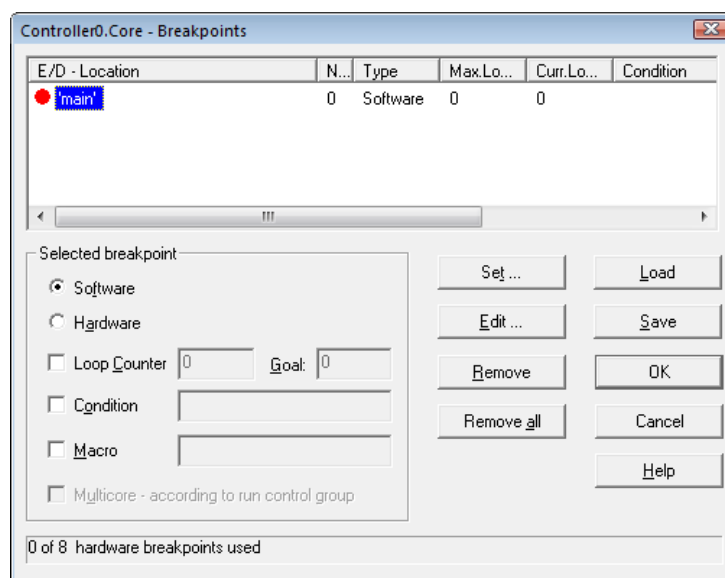 Controller0.Core - Breakpoints
E/D - Location N... Type Max.Lo... Curr.Lo... Condition
'main' 0 Software 0 0
Selected breakpoint
Software
Hardware
Loop Counter 0 Goal: 0
Condition
Macro
Multicore - according to run control group
Set ...
Load
Edit ...
Save
Remove
OK
Remove all
Cancel
Help
0 of 8 hardware breakpoints used